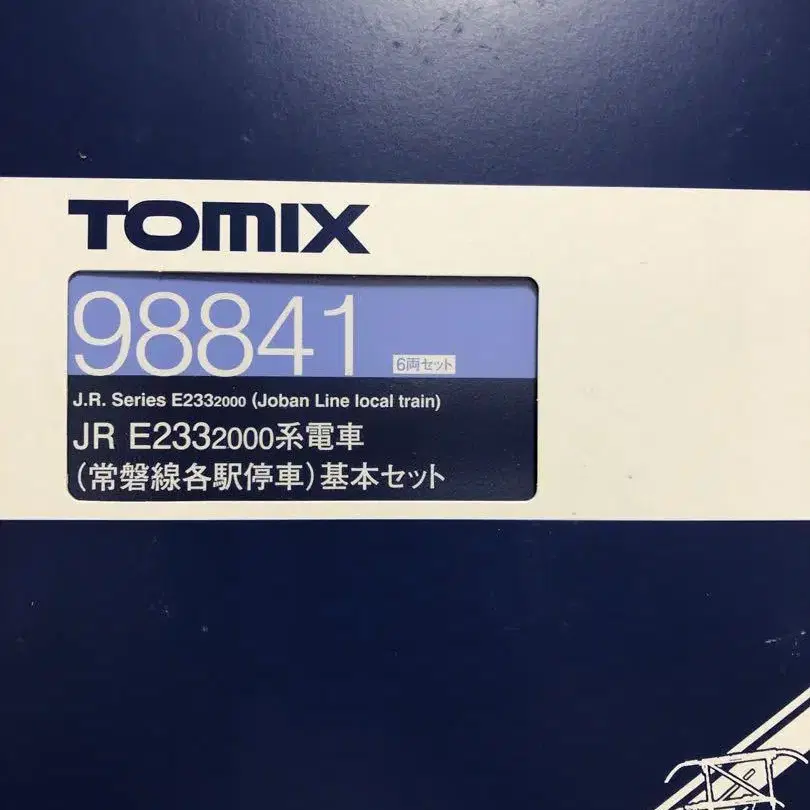 TOMIX
98841 6両セット
J.R. Series E2332000 (Joban Line local train)
JR E2332000系電車
(常磐線各駅停車)基本セット